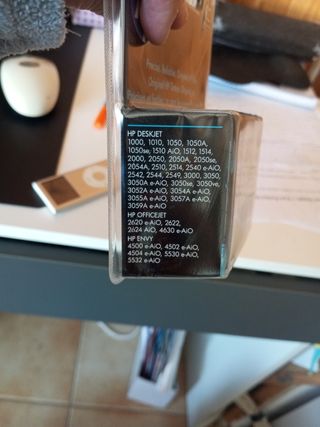 HP DESKJET
1000, 1010, 1050, 1050A,
1050se, 1510 AiO, 1512, 1514,
2000, 2050, 2050A, 2050se,
2054A, 2510, 2514, 2540 e-AiO,
2542, 2544, 2549, 3000, 3050,
3050A e-AiO, 3050se, 3050ve,
3052A e-AiO, 3054A e-AiO,
3055A e-AiO, 3057A e-AiO,
3059A e-AiO
HP OFFICEJET
2620 e-AiO, 2622,
2624 AiO, 4630 e-AiO
HP ENVY
4500 e-AiO, 4502 e-AiO,
4504 e-AiO, 5530 e-AiO,
5532 e-AiO